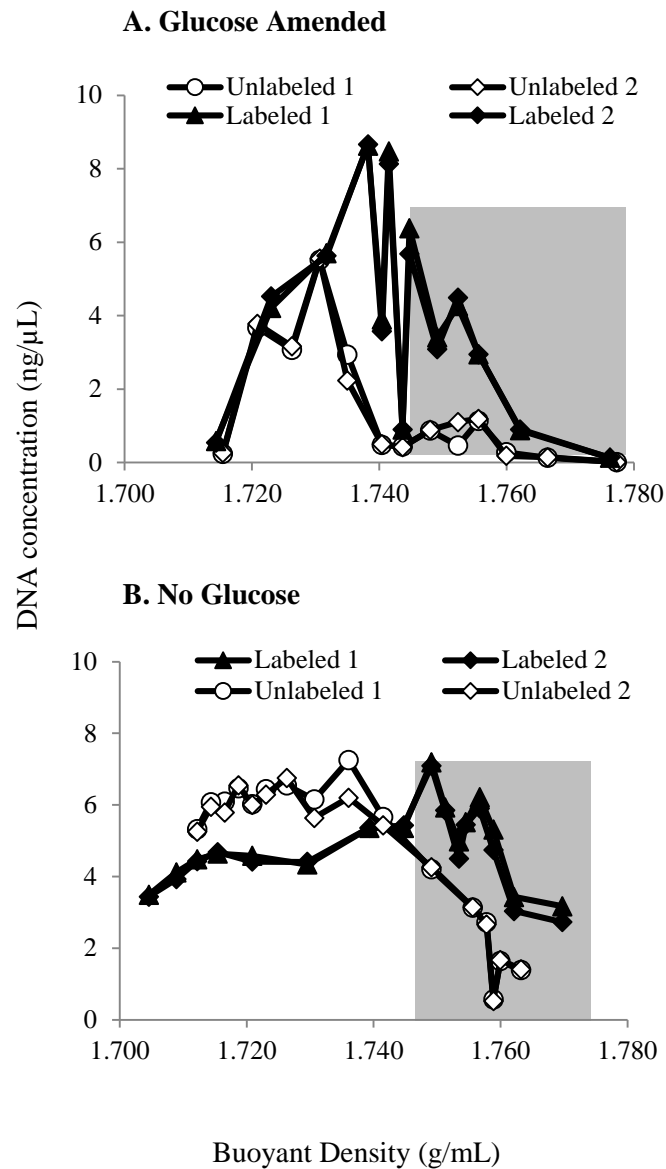 A. Glucose Amended
Unlabeled 1 Unlabeled 2
Labeled 1 Labeled 2
10
8
6
4
2
0
1.700 1.720 1.740 1.760 1.780
DNA concentration (ng/µL)
B. No Glucose
Labeled 1 Labeled 2
Unlabeled 1 Unlabeled 2
10
8
6
4
2
0
1.700 1.720 1.740 1.760 1.780
Buoyant Density (g/mL)